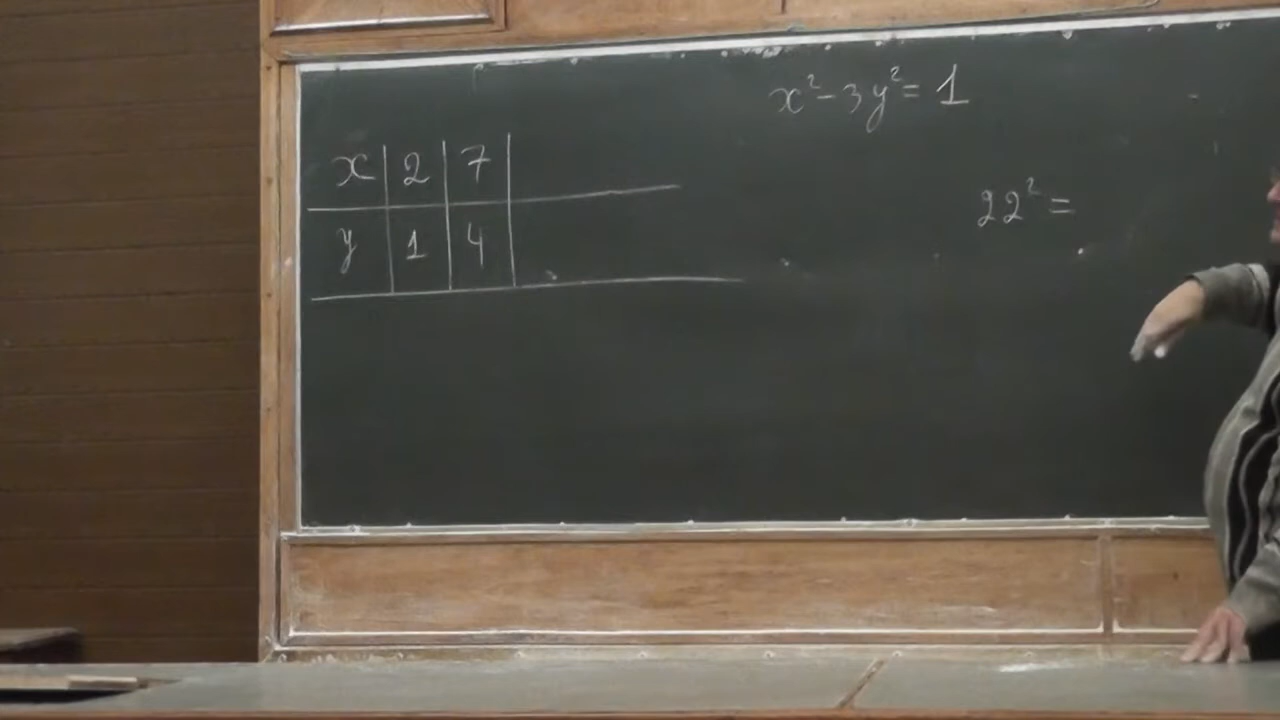 x² - 3y² = 1
x 2 7
y 1 4
22² =